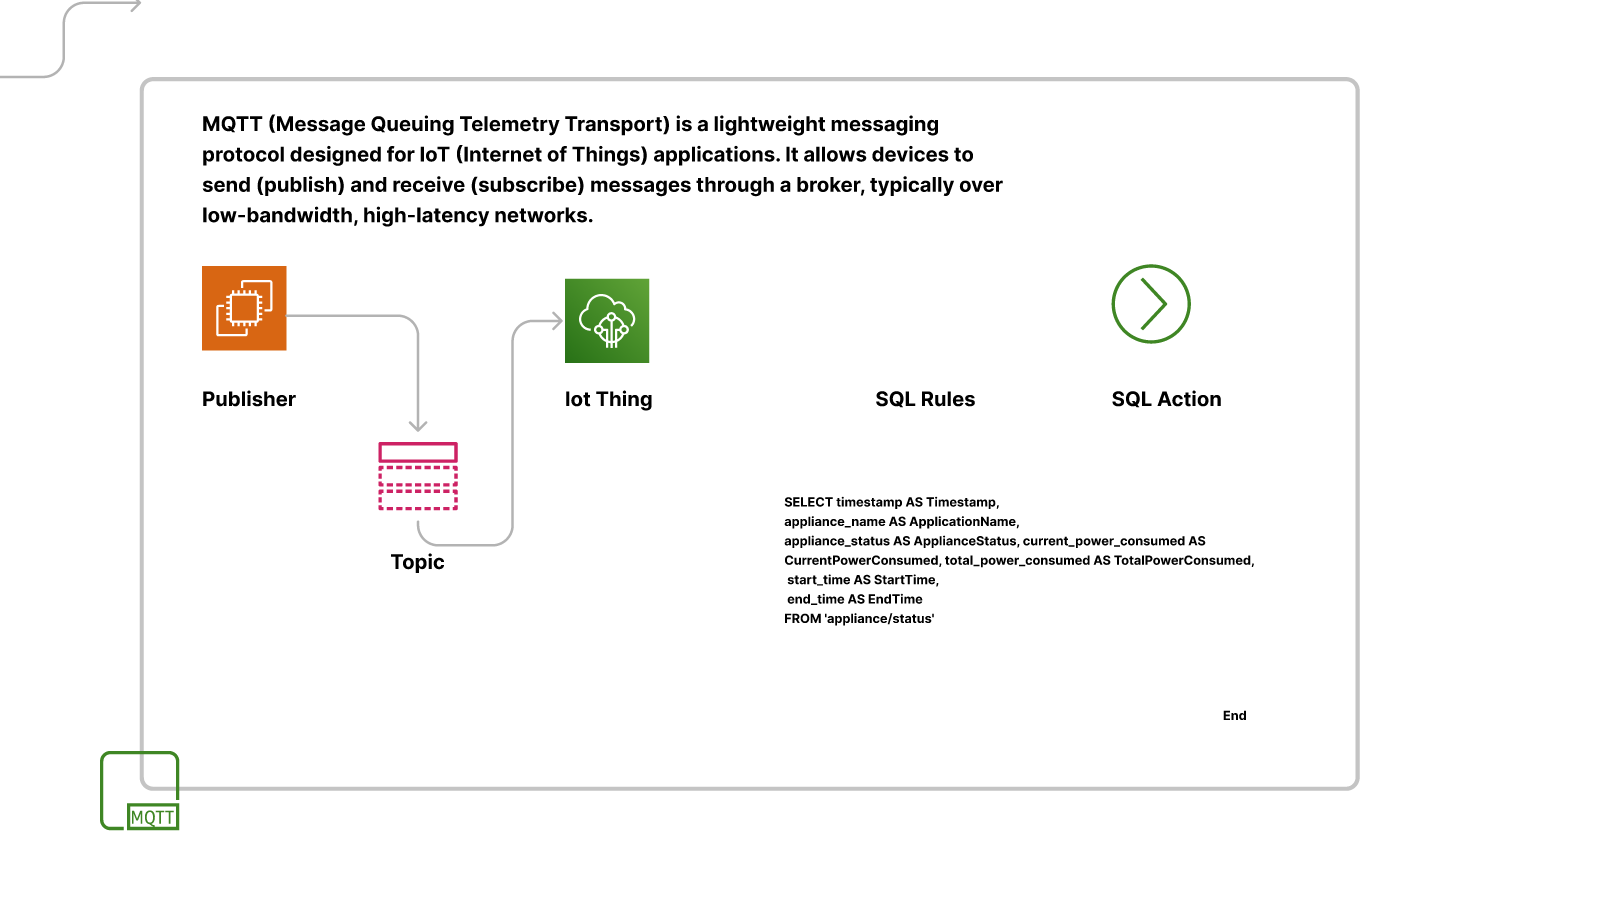 MQTT (Message Queuing Telemetry Transport) is a lightweight messaging
protocol designed for IoT (Internet of Things) applications. It allows devices to
send (publish) and receive (subscribe) messages through a broker, typically over
low-bandwidth, high-latency networks.
Publisher
Iot Thing
SQL Rules
SQL Action
Topic
SELECT timestamp AS Timestamp,
appliance_name AS ApplicationName,
appliance_status AS ApplianceStatus, current_power_consumed AS
CurrentPowerConsumed, total_power_consumed AS TotalPowerConsumed,
start_time AS StartTime,
end_time AS EndTime
FROM 'appliance/status'
End
MQTT